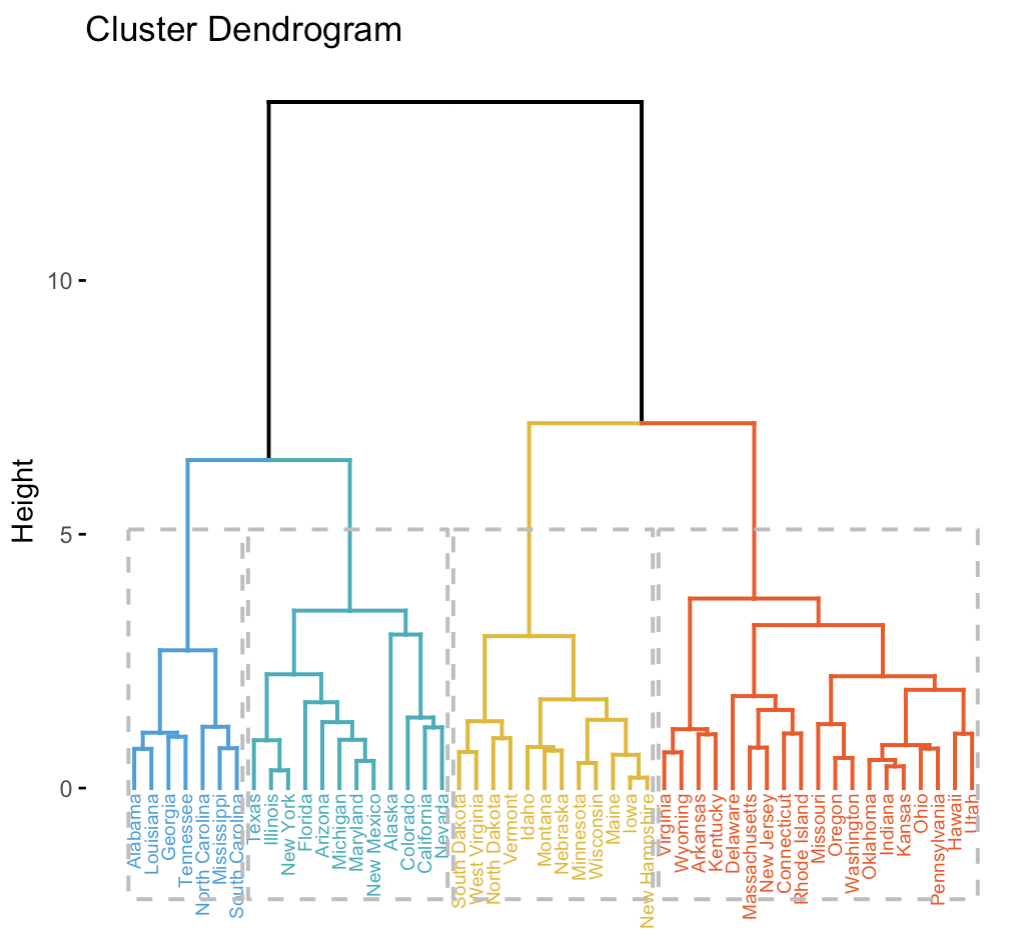 Cluster Dendrogram
Height
10
5
0
Alabama
Louisiana
Georgia
Tennessee
North Carolina
Mississippi
South Carolina
Texas
Illinois
New York
Florida
Arizona
Michigan
Maryland
New Mexico
Alaska
Colorado
California
Nevada
South Dakota
West Virginia
North Dakota
Vermont
Idaho
Montana
Nebraska
Minnesota
Wisconsin
Maine
Iowa
New Hampshire
Virginia
Wyoming
Arkansas
Kentucky
Delaware
Massachusetts
New Jersey
Connecticut
Rhode Island
Missouri
Oregon
Washington
Oklahoma
Indiana
Kansas
Ohio
Pennsylvania
Hawaii
Utah